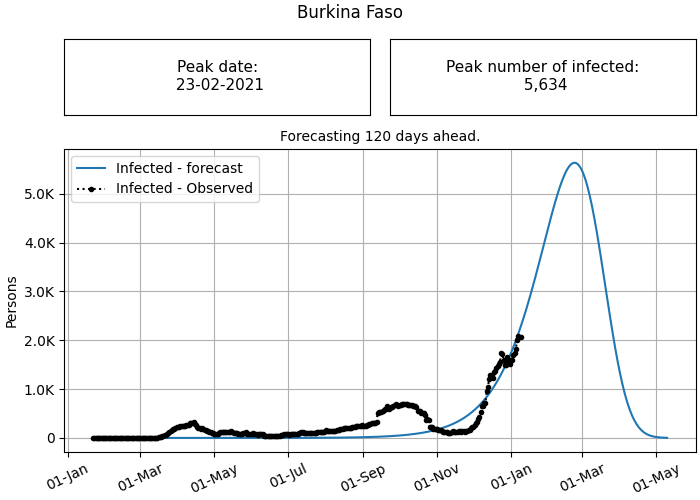 Burkina Faso
Peak date:
23-02-2021
Peak number of infected:
5,634
Forecasting 120 days ahead.
Infected - forecast
Infected - Observed
Persons
5.0K
4.0K
3.0K
2.0K
1.0K
0
01-Jan
01-Mar
01-May
01-Jul
01-Sep
01-Nov
01-Jan
01-Mar
01-May